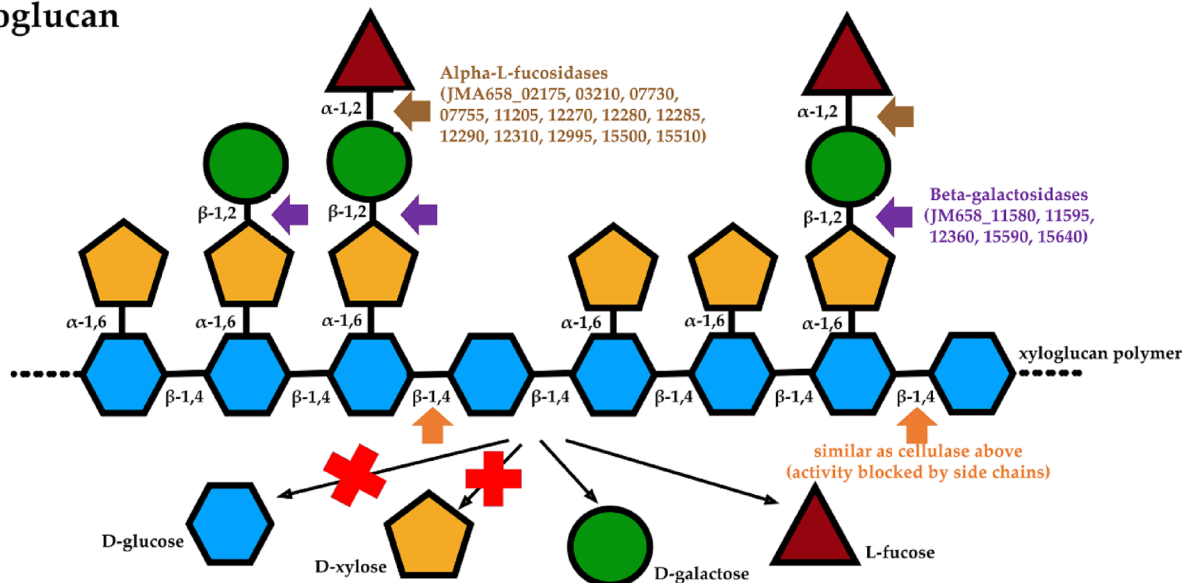 oglucan
Alpha-L-fucosidases
(JMA658_02175, 03210, 07730,
07755, 11205, 12270, 12280, 12285,
12290, 12310, 12995, 15500, 15510)
α-1,2
α-1,2
β-1,2
β-1,2
β-1,2
Beta-galactosidases
(JM658_11580, 11595,
12360, 15590, 15640)
α-1,6
α-1,6
α-1,6
α-1,6
α-1,6
α-1,6
xyloglucan polymer
β-1,4
β-1,4
β-1,4
β-1,4
β-1,4
β-1,4
β-1,4
similar as cellulase above
(activity blocked by side chains)
D-glucose
D-xylose
D-galactose
L-fucose